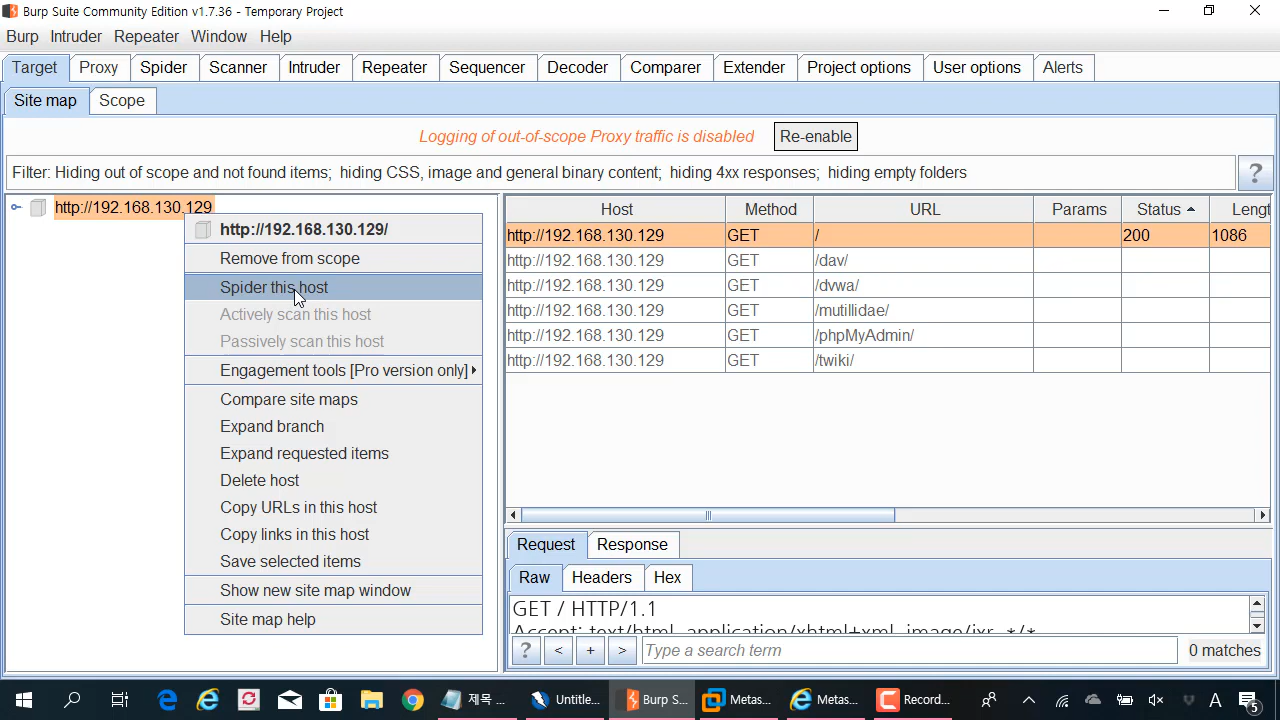 Burp Suite Community Edition v1.7.36 - Temporary Project
Burp Intruder Repeater Window Help
Target Proxy Spider Scanner Intruder Repeater Sequencer Decoder Comparer Extender Project options User options Alerts
Site map Scope
Logging of out-of-scope Proxy traffic is disabled Re-enable
Filter: Hiding out of scope and not found items; hiding CSS, image and general binary content; hiding 4xx responses; hiding empty folders ?
http://192.168.130.129
http://192.168.130.129/
Remove from scope
Spider this host
Actively scan this host
Passively scan this host
Engagement tools [Pro version only]
Compare site maps
Expand branch
Expand requested items
Delete host
Copy URLs in this host
Copy links in this host
Save selected items
Show new site map window
Site map help
Host Method URL Params Status Lengt
http://192.168.130.129 GET / 200 1086
http://192.168.130.129 GET /dav/
http://192.168.130.129 GET /dvwa/
http://192.168.130.129 GET /mutillidae/
http://192.168.130.129 GET /phpMyAdmin/
http://192.168.130.129 GET /twiki/
Request Response
Raw Headers Hex
GET / HTTP/1.1
Accept: text/html, application/xhtml+xml, image/jxr, */*
? < + > Type a search term 0 matches
제목 ... Untitle... Burp S... Metas... Metas... Record... A 5